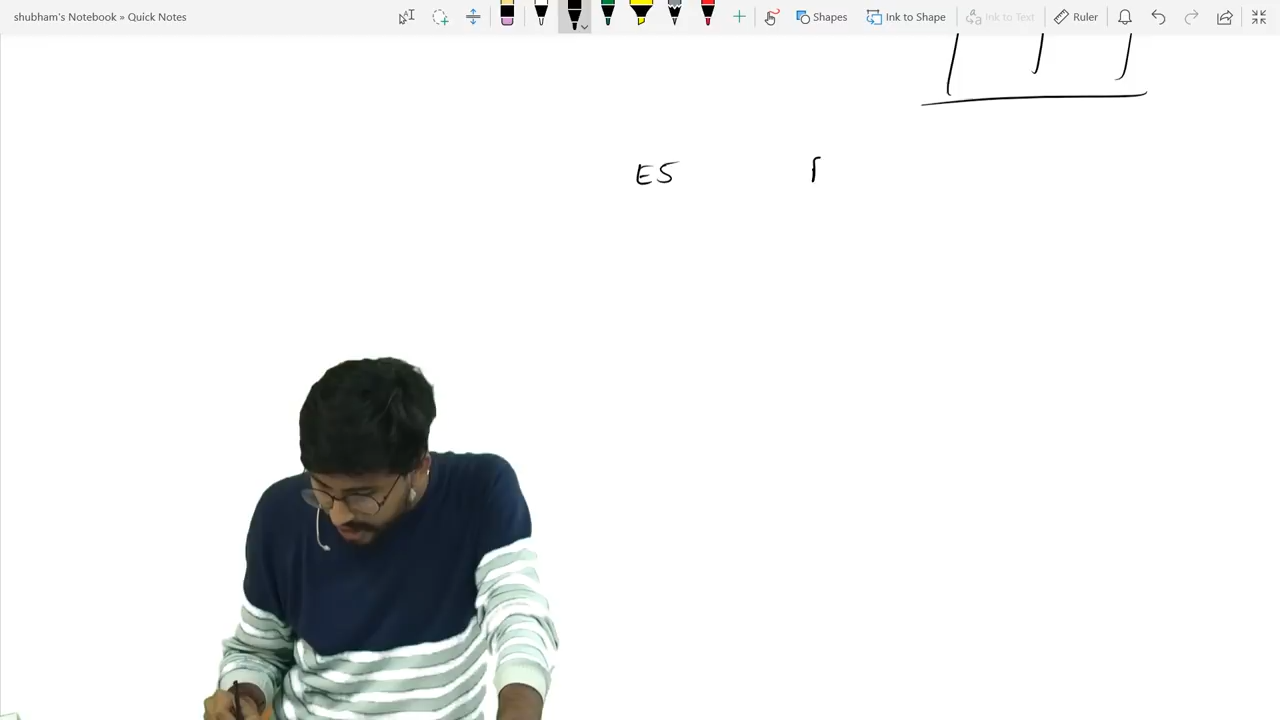 shubham's Notebook » Quick Notes
Shapes Ink to Shape Ink to Text Ruler
ES